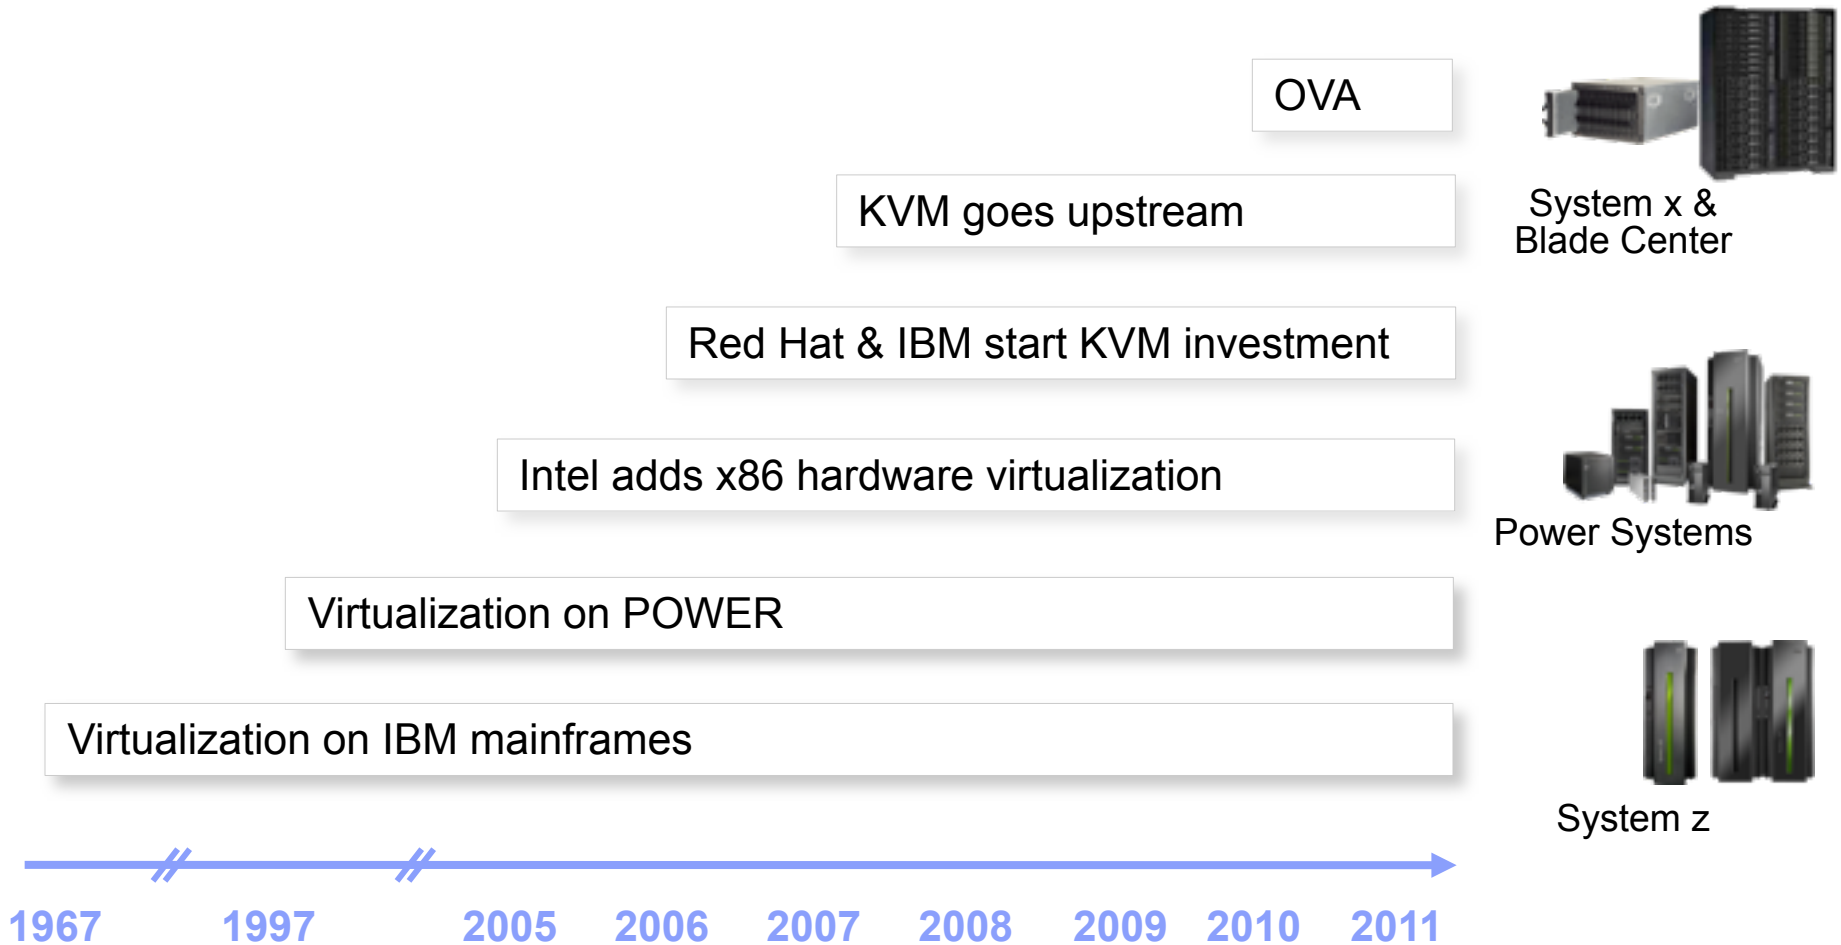 OVA
KVM goes upstream
System x &
Blade Center
Red Hat & IBM start KVM investment
Intel adds x86 hardware virtualization
Power Systems
Virtualization on POWER
Virtualization on IBM mainframes
System z
1967 1997 2005 2006 2007 2008 2009 2010 2011